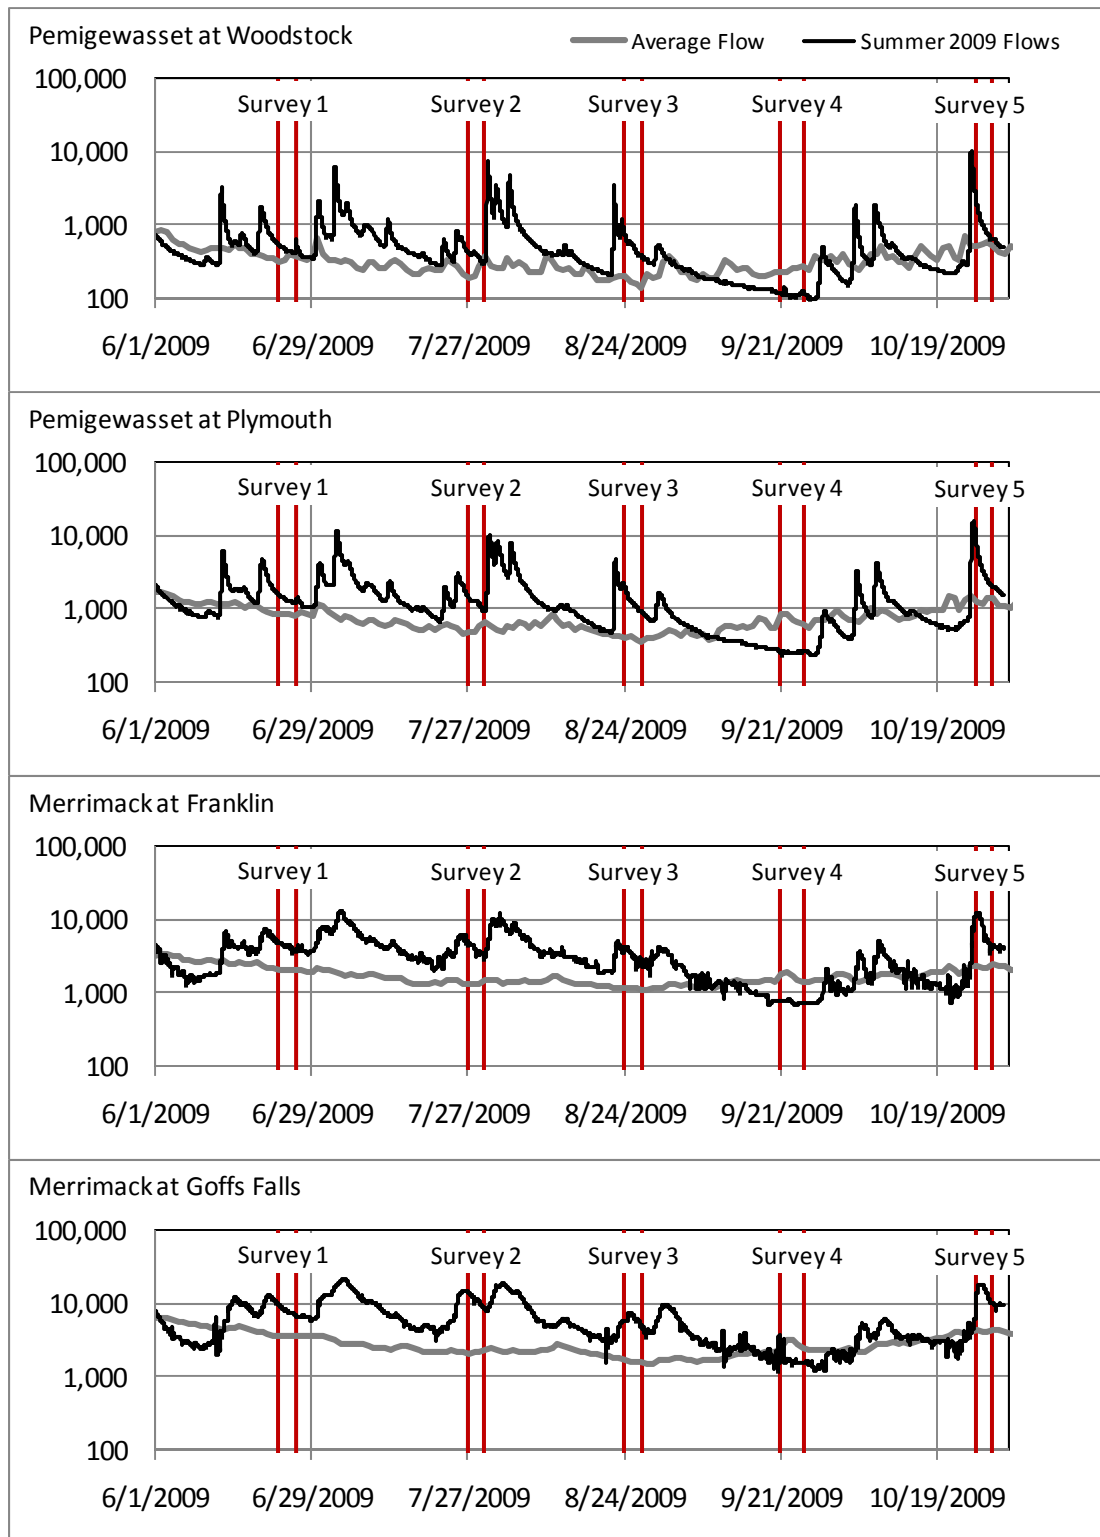 Pemigewasset at Woodstock
Average Flow
Summer 2009 Flows
100,000
Survey 1
Survey 2
Survey 3
Survey 4
Survey 5
10,000
1,000
100
6/1/2009
6/29/2009
7/27/2009
8/24/2009
9/21/2009
10/19/2009
Pemigewasset at Plymouth
100,000
Survey 1
Survey 2
Survey 3
Survey 4
Survey 5
10,000
1,000
100
6/1/2009
6/29/2009
7/27/2009
8/24/2009
9/21/2009
10/19/2009
Merrimack at Franklin
100,000
Survey 1
Survey 2
Survey 3
Survey 4
Survey 5
10,000
1,000
100
6/1/2009
6/29/2009
7/27/2009
8/24/2009
9/21/2009
10/19/2009
Merrimack at Goffs Falls
100,000
Survey 1
Survey 2
Survey 3
Survey 4
Survey 5
10,000
1,000
100
6/1/2009
6/29/2009
7/27/2009
8/24/2009
9/21/2009
10/19/2009